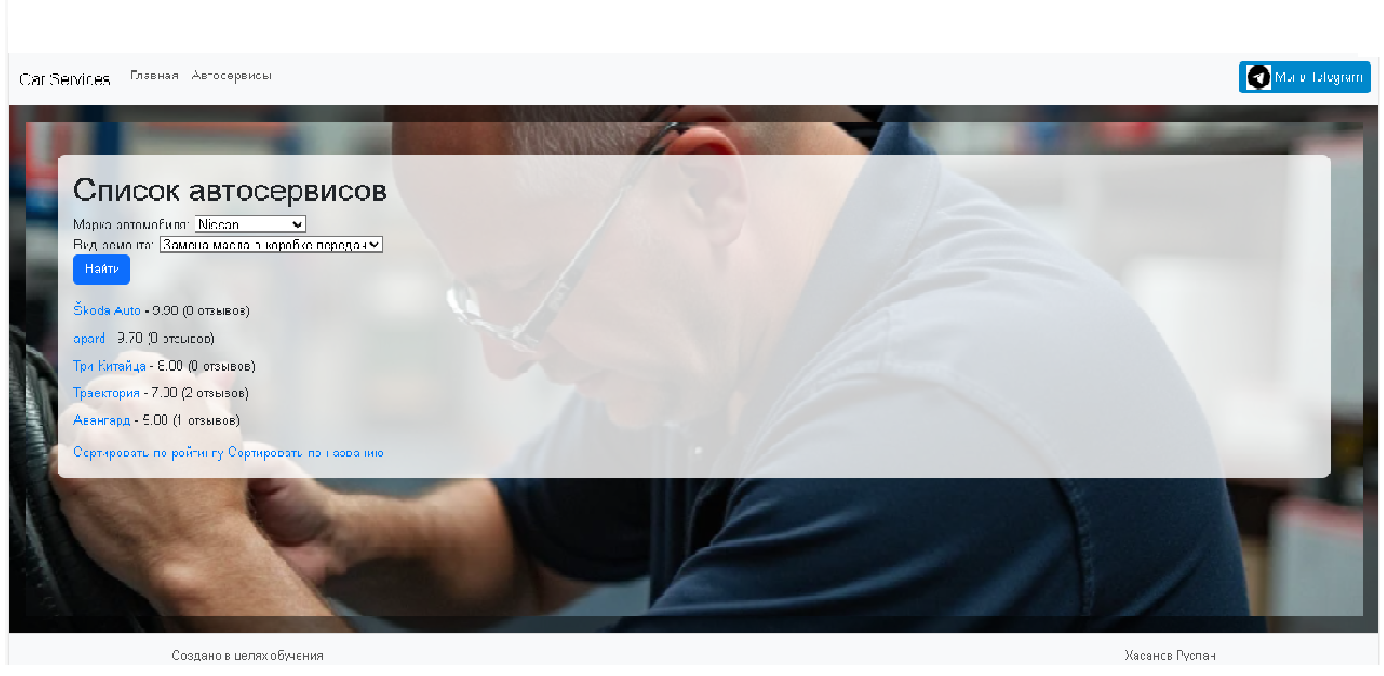 Car Services Главная Автосервисы Мы в Telegram
Список автосервисов
Марка автомобиля: Nissan
Вид ремонта: Замена масла в коробке передач
Найти
Škoda Auto - 9.90 (0 отзывов)
apard - 9.70 (0 отзывов)
Три Китайца - 8.00 (0 отзывов)
Траектория - 7.00 (2 отзывов)
Авангард - 5.00 (1 отзывов)
Сортировать по рейтингу Сортировать по названию
Создано в целях обучения Хасанов Руслан